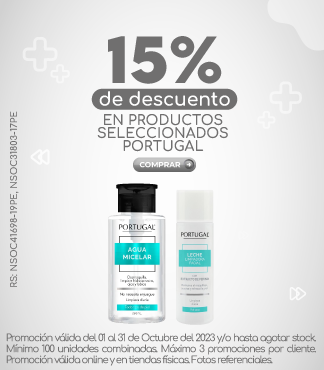 15%
de descuento
EN PRODUCTOS
SELECCIONADOS
PORTUGAL
COMPRAR
RS: NSOC41698-19PE, NSOC31803-17PE
PORTUGAL
AGUA
MICELAR
PORTUGAL
LECHE
Promoción válida del 01 al 31 de Octubre del 2023 y/o hasta agotar stock.
Mínimo 100 unidades combinadas. Máximo 3 promociones por cliente.
Promoción válida online y en tiendas físicas. Fotos referenciales.